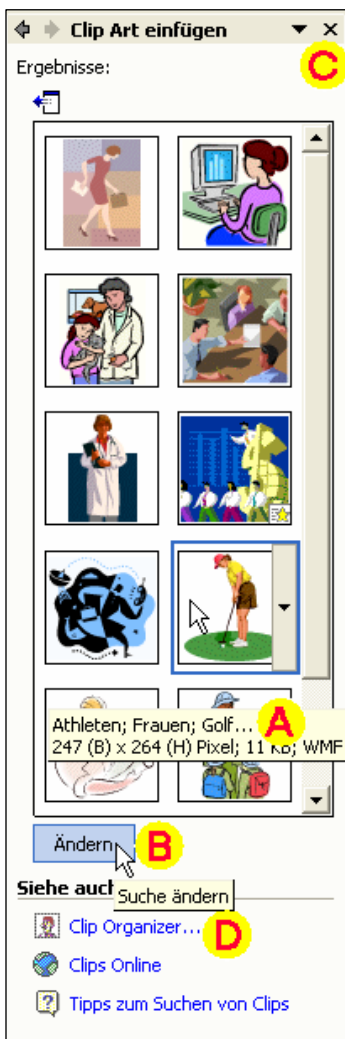 Clip Art einfügen
Ergebnisse:
C
Athleten; Frauen; Golf...
A
247 (B) x 264 (H) Pixel; 11 KB; WMF
Ändern
B
Suche ändern
Siehe auch
Clip Organizer...
D
Clips Online
Tipps zum Suchen von Clips